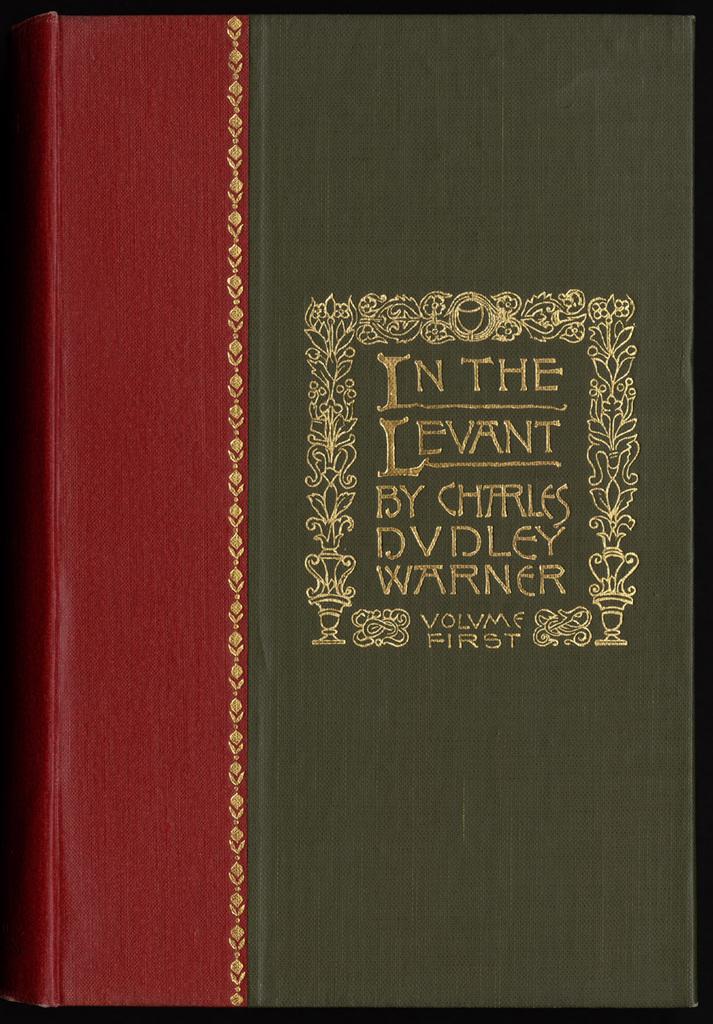 IN THE
LEVANT
BY CHARLES
DVDLEY
WARNER
VOLVME
FIRST